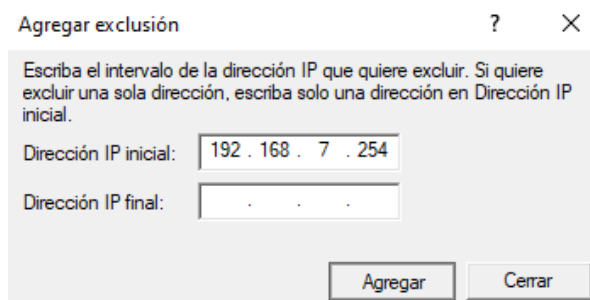 Agregar exclusión ? ×
Escriba el intervalo de la dirección IP que quiere excluir. Si quiere
excluir una sola dirección, escriba solo una dirección en Dirección IP
inicial.
Dirección IP inicial: 192 . 168 . 7 . 254
Dirección IP final: . . .
Agregar Cerrar